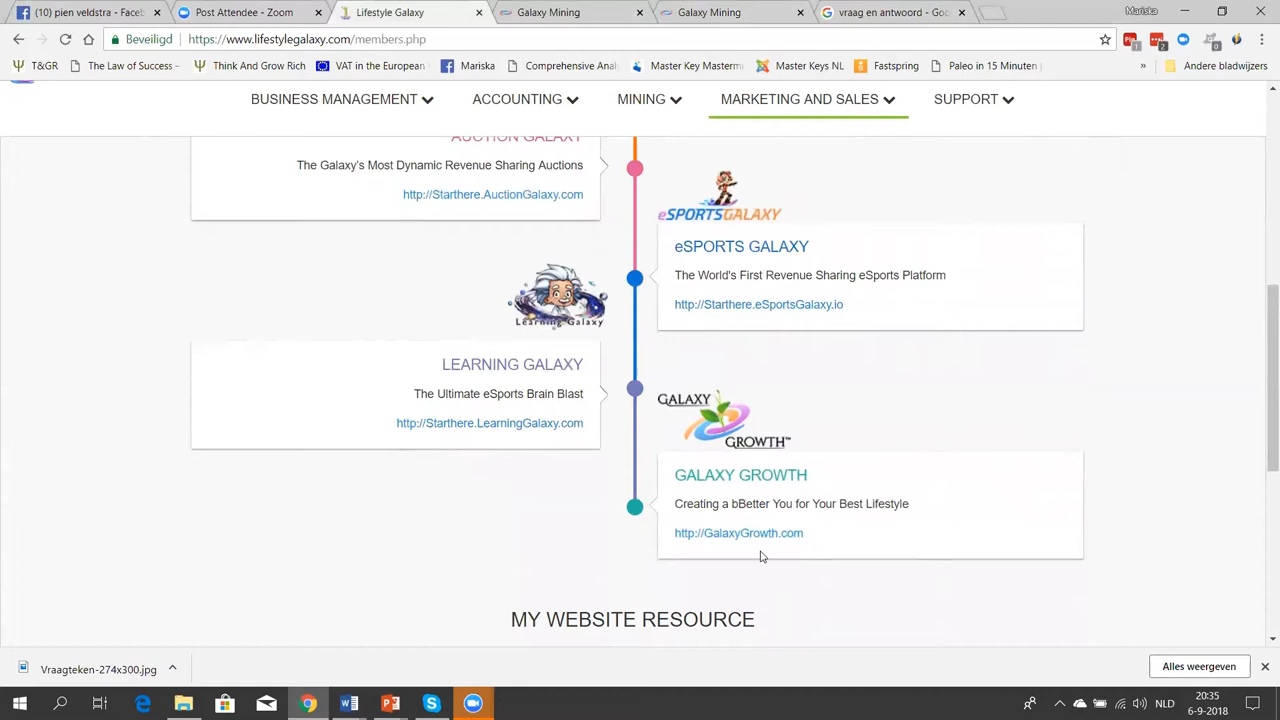 pien veldstra - Faceb
Post Attendee - Zoom
Lifestyle Galaxy
Galaxy Mining
Galaxy Mining
vraag en antwoord - Goo
Mariska
Beveiligd
https://www.lifestylegalaxy.com/members.php
T&GR
The Law of Success -
Think And Grow Rich
VAT in the European
Mariska
Comprehensive Anal
Master Key Masterm
Master Keys NL
Fastspring
Paleo in 15 Minuten
»
Andere bladwijzers
BUSINESS MANAGEMENT
ACCOUNTING
MINING
MARKETING AND SALES
SUPPORT
AUCTION GALAXY
The Galaxy's Most Dynamic Revenue Sharing Auctions
http://Starthere.AuctionGalaxy.com
eSPORTSGALAXY
eSPORTS GALAXY
The World's First Revenue Sharing eSports Platform
http://Starthere.eSportsGalaxy.io
Learning Galaxy
LEARNING GALAXY
The Ultimate eSports Brain Blast
http://Starthere.LearningGalaxy.com
GALAXY
GROWTH™
GALAXY GROWTH
Creating a bBetter You for Your Best Lifestyle
http://GalaxyGrowth.com
MY WEBSITE RESOURCE
Vraagteken-274x300.jpg
Alles weergeven
NLD
20:35
6-9-2018